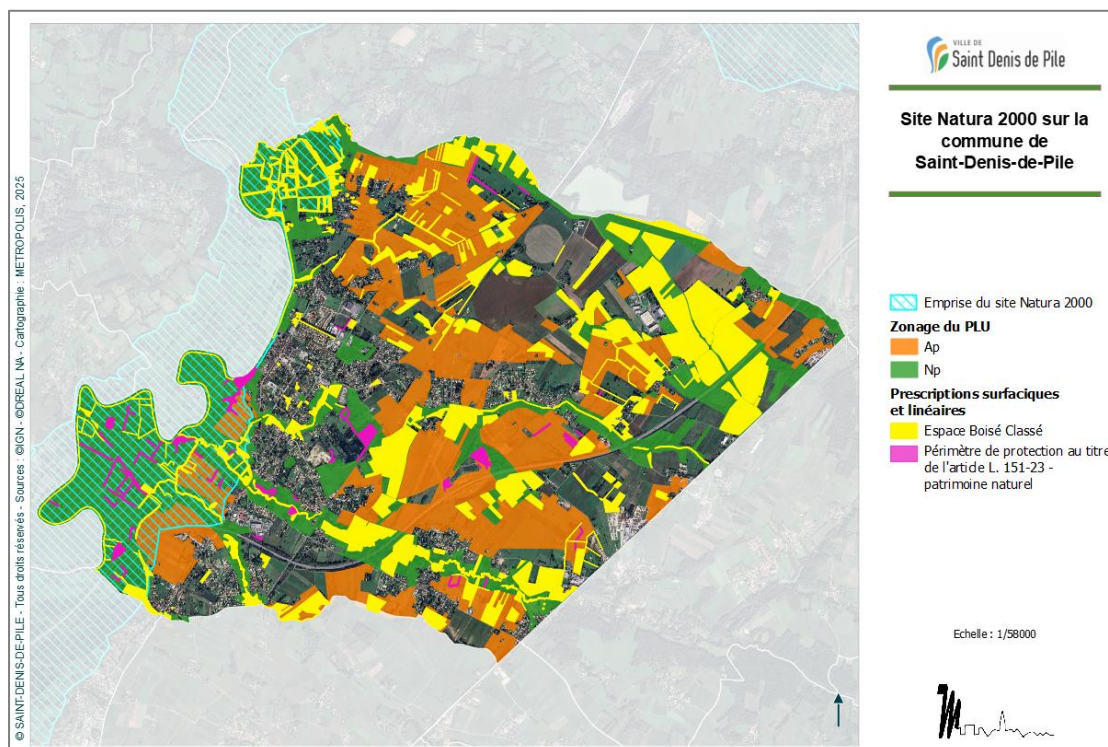 VILLE DE
Saint Denis de Pile
Site Natura 2000 sur la
commune de
Saint-Denis-de-Pile
Emprise du site Natura 2000
Zonage du PLU
Ap
Np
Prescriptions surfaciques
et linéaires
Espace Boisé Classé
Périmètre de protection au titre
de l'article L. 151-23 -
patrimoine naturel
Echelle : 1/58000
© SAINT-DENIS-DE-PILE - Tous droits réservés - Sources : ©IGN - ©DREAL NA - Cartographie : METROPOLIS, 2025